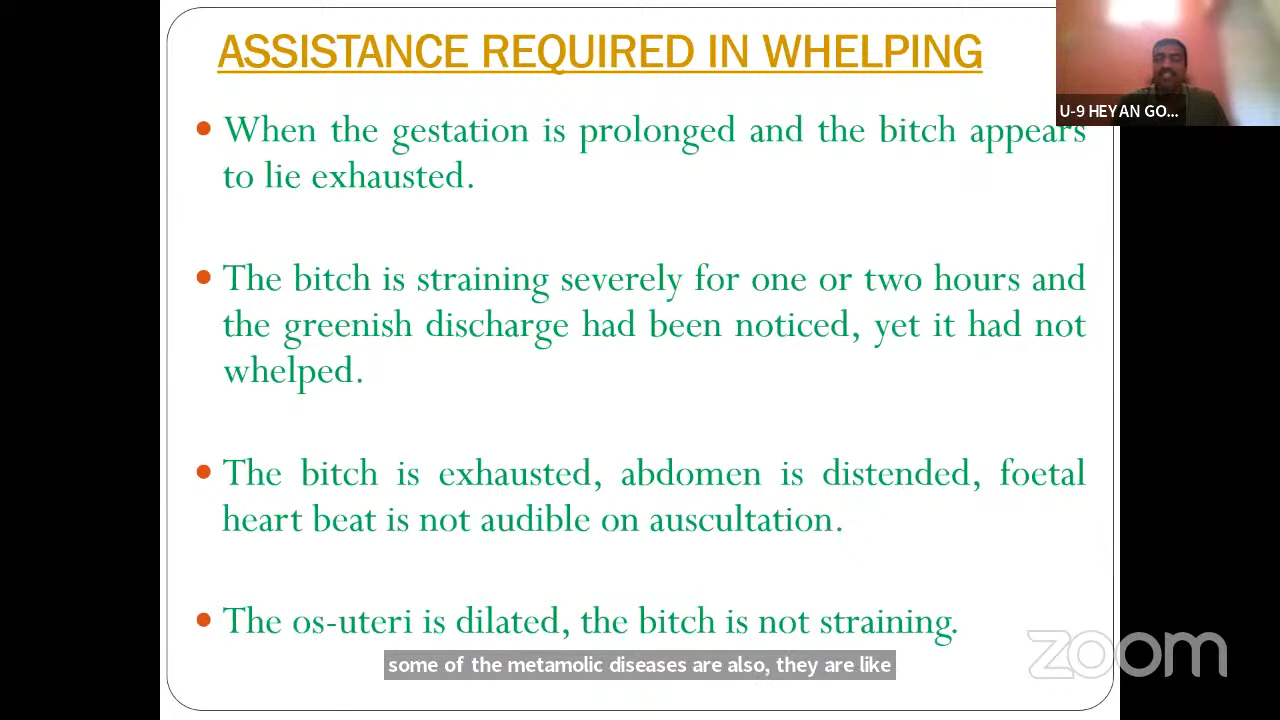 ASSISTANCE REQUIRED IN WHELPING
U-9 HEYAN GO...
• When the gestation is prolonged and the bitch appears
to lie exhausted.
• The bitch is straining severely for one or two hours and
the greenish discharge had been noticed, yet it had not
whelped.
• The bitch is exhausted, abdomen is distended, foetal
heart beat is not audible on auscultation.
• The os-uteri is dilated, the bitch is not straining.
zoom
some of the metamolic diseases are also, they are like